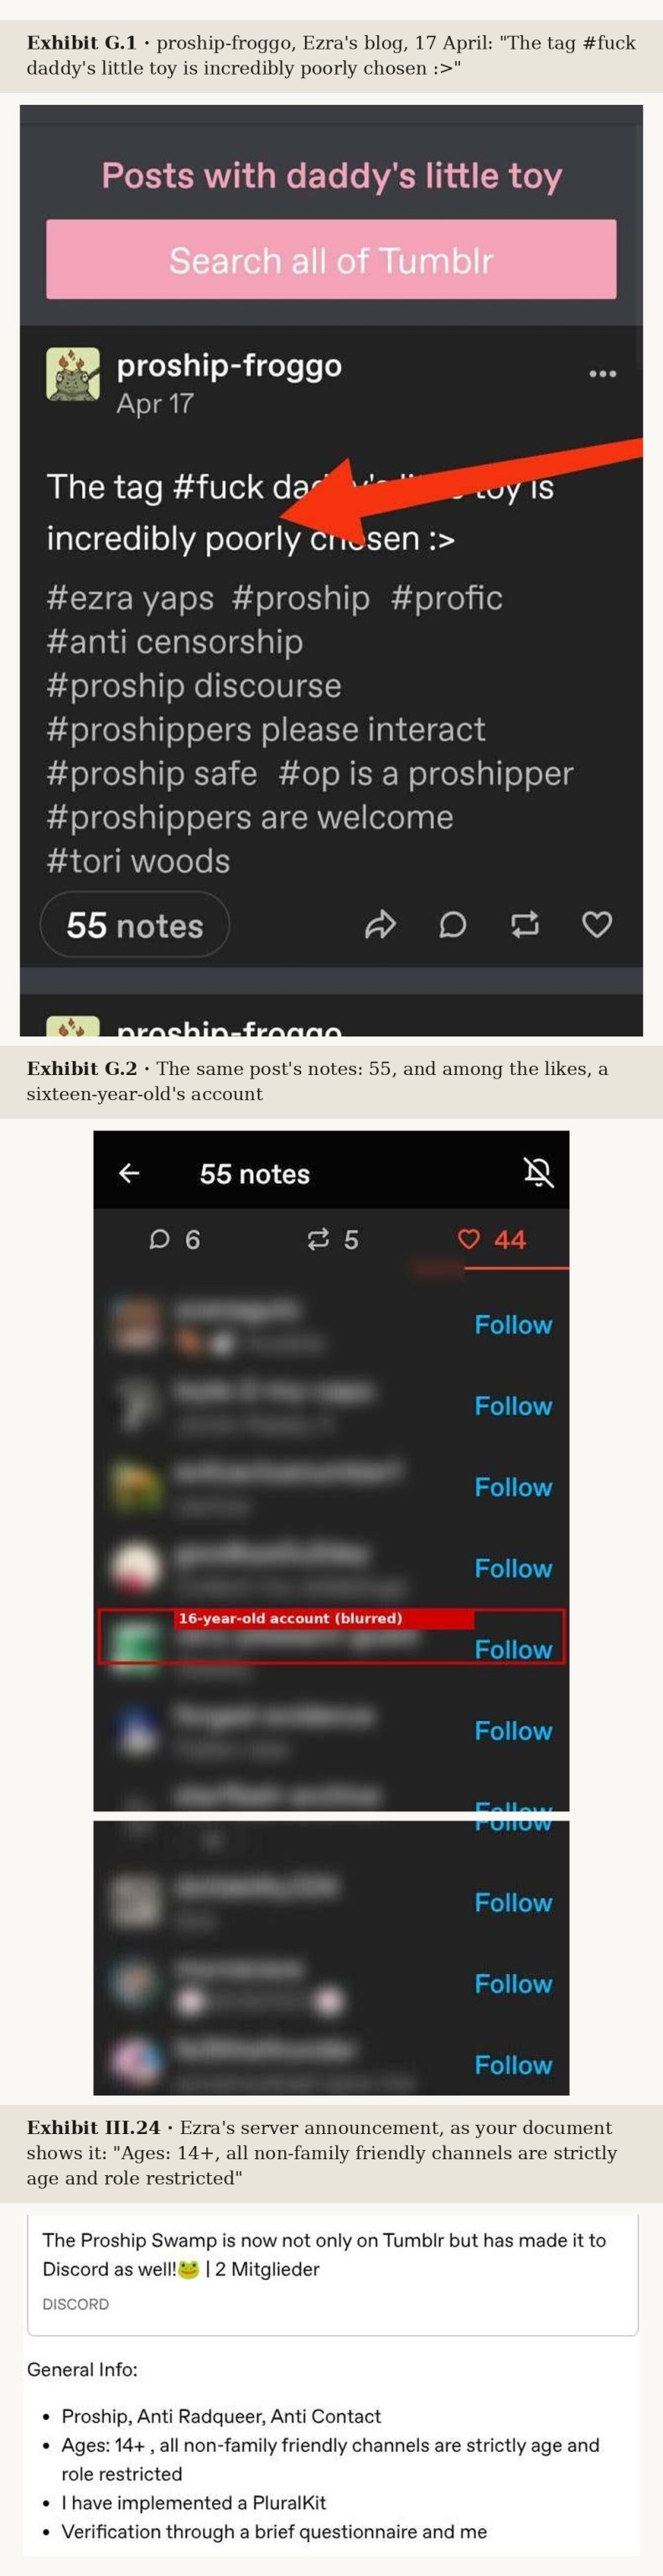 Exhibit G.1 · proship-froggo, Ezra's blog, 17 April: "The tag #fuck
daddy's little toy is incredibly poorly chosen :>"
Posts with daddy's little toy
Search all of Tumblr
proship-froggo
Apr 17
The tag #fuck toy is
incredibly poorly chosen :>
#ezra yaps #proship #profic
#anti censorship
#proship discourse
#proshippers please interact
#proship safe #op is a proshipper
#proshippers are welcome
#tori woods
55 notes
proship-froggo
Exhibit G.2 · The same post's notes: 55, and among the likes, a
sixteen-year-old's account
55 notes
6 5 44
Follow
Follow
Follow
Follow
16-year-old account (blurred)
Follow
Follow
Follow
Follow
Follow
Follow
Follow
Exhibit III.24 · Ezra's server announcement, as your document
shows it: "Ages: 14+, all non-family friendly channels are strictly
age and role restricted"
The Proship Swamp is now not only on Tumblr but has made it to
Discord as well!🐸 | 2 Mitglieder
DISCORD
General Info:
• Proship, Anti Radqueer, Anti Contact
• Ages: 14+ , all non-family friendly channels are strictly age and
role restricted
• I have implemented a PluralKit
• Verification through a brief questionnaire and me